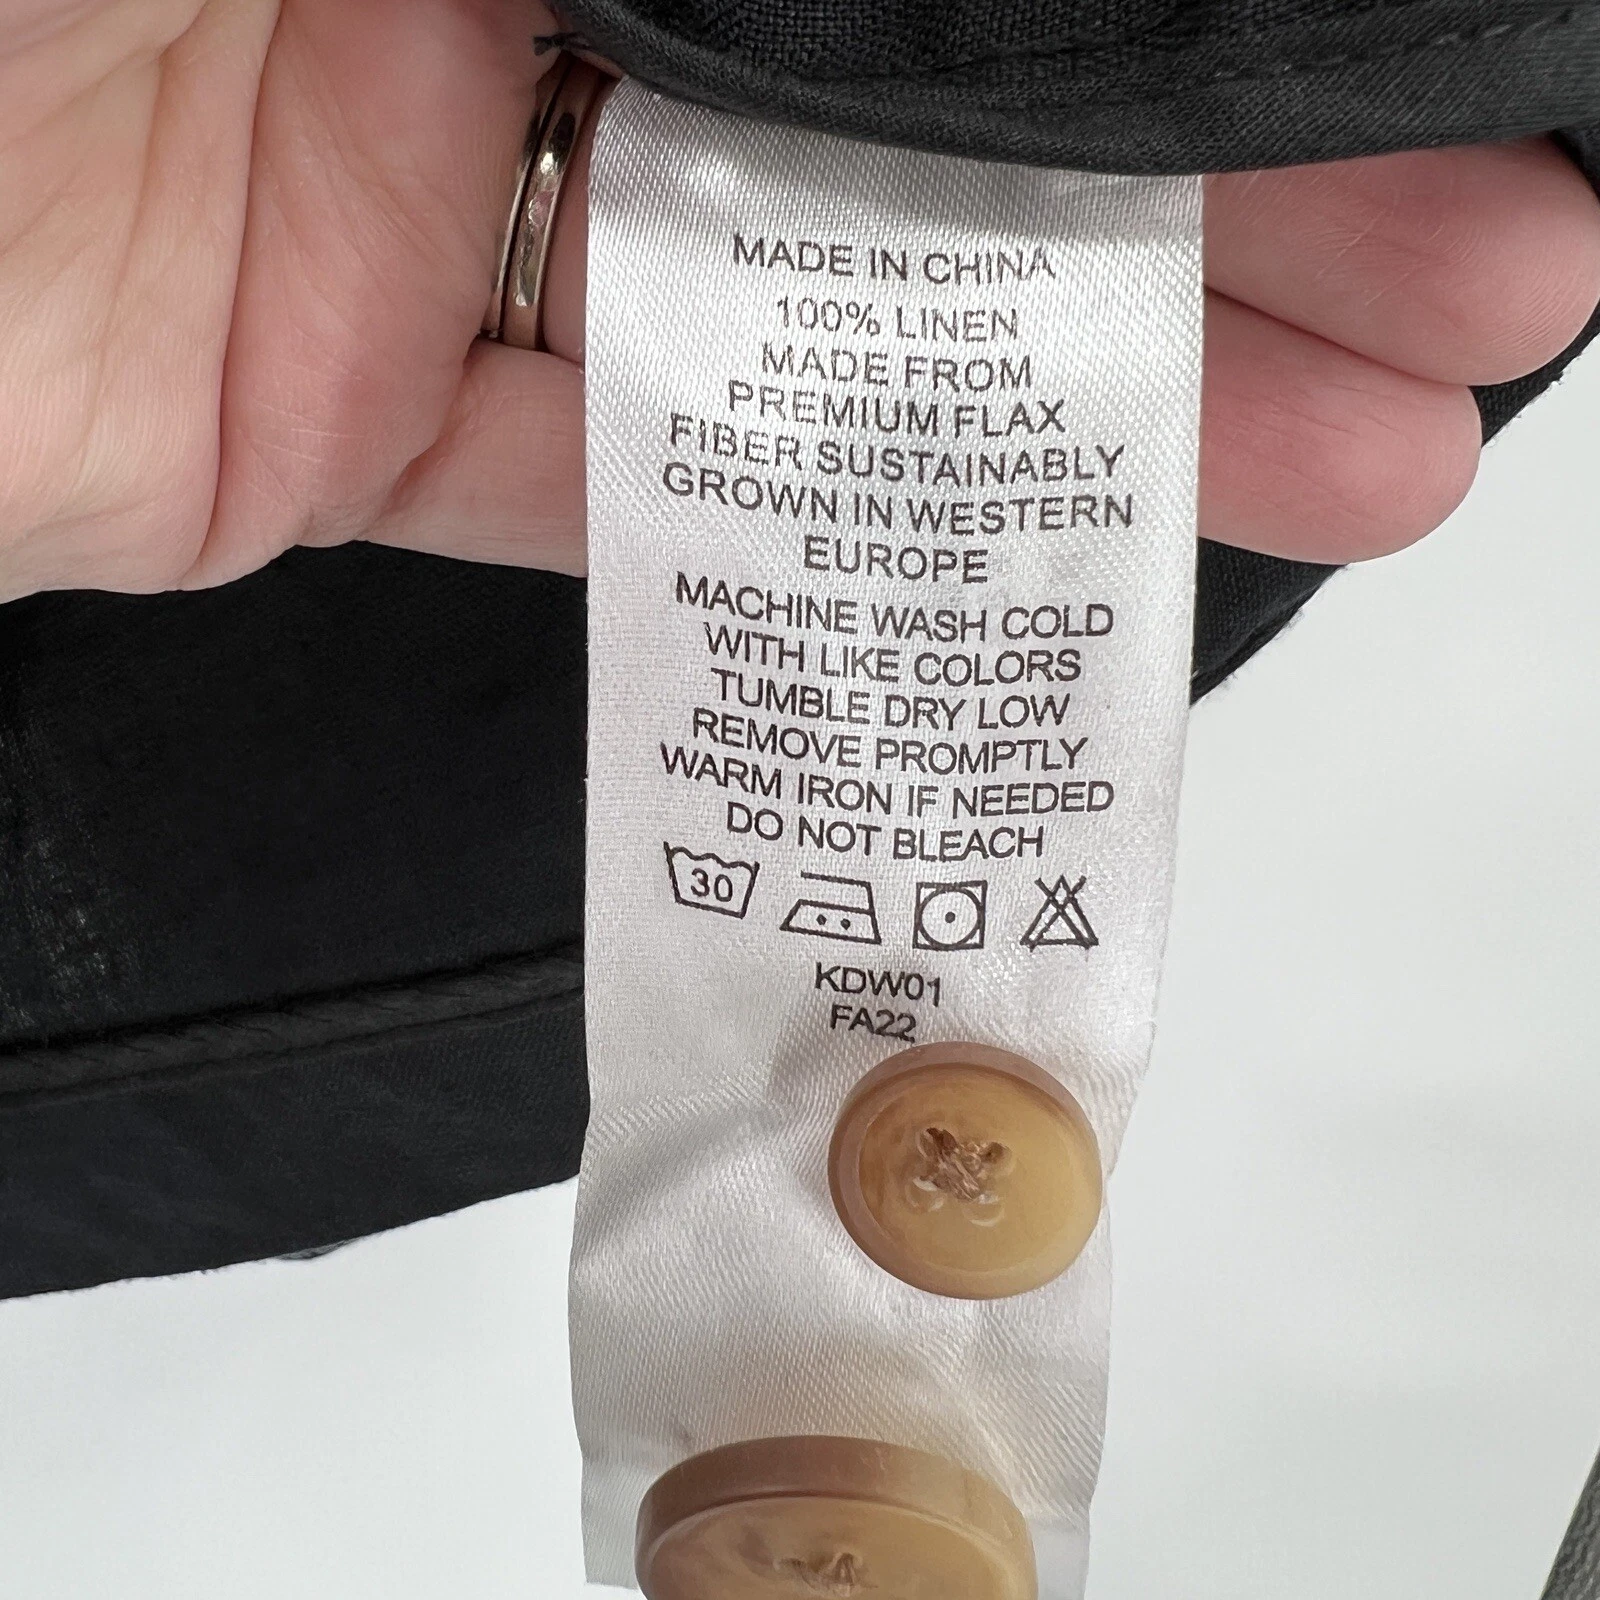 MADE IN CHINA
100% LINEN
MADE FROM
PREMIUM FLAX
FIBER SUSTAINABLY
GROWN IN WESTERN
EUROPE
MACHINE WASH COLD
WITH LIKE COLORS
TUMBLE DRY LOW
REMOVE PROMPTLY
WARM IRON IF NEEDED
DO NOT BLEACH
30
KDW01
FA22